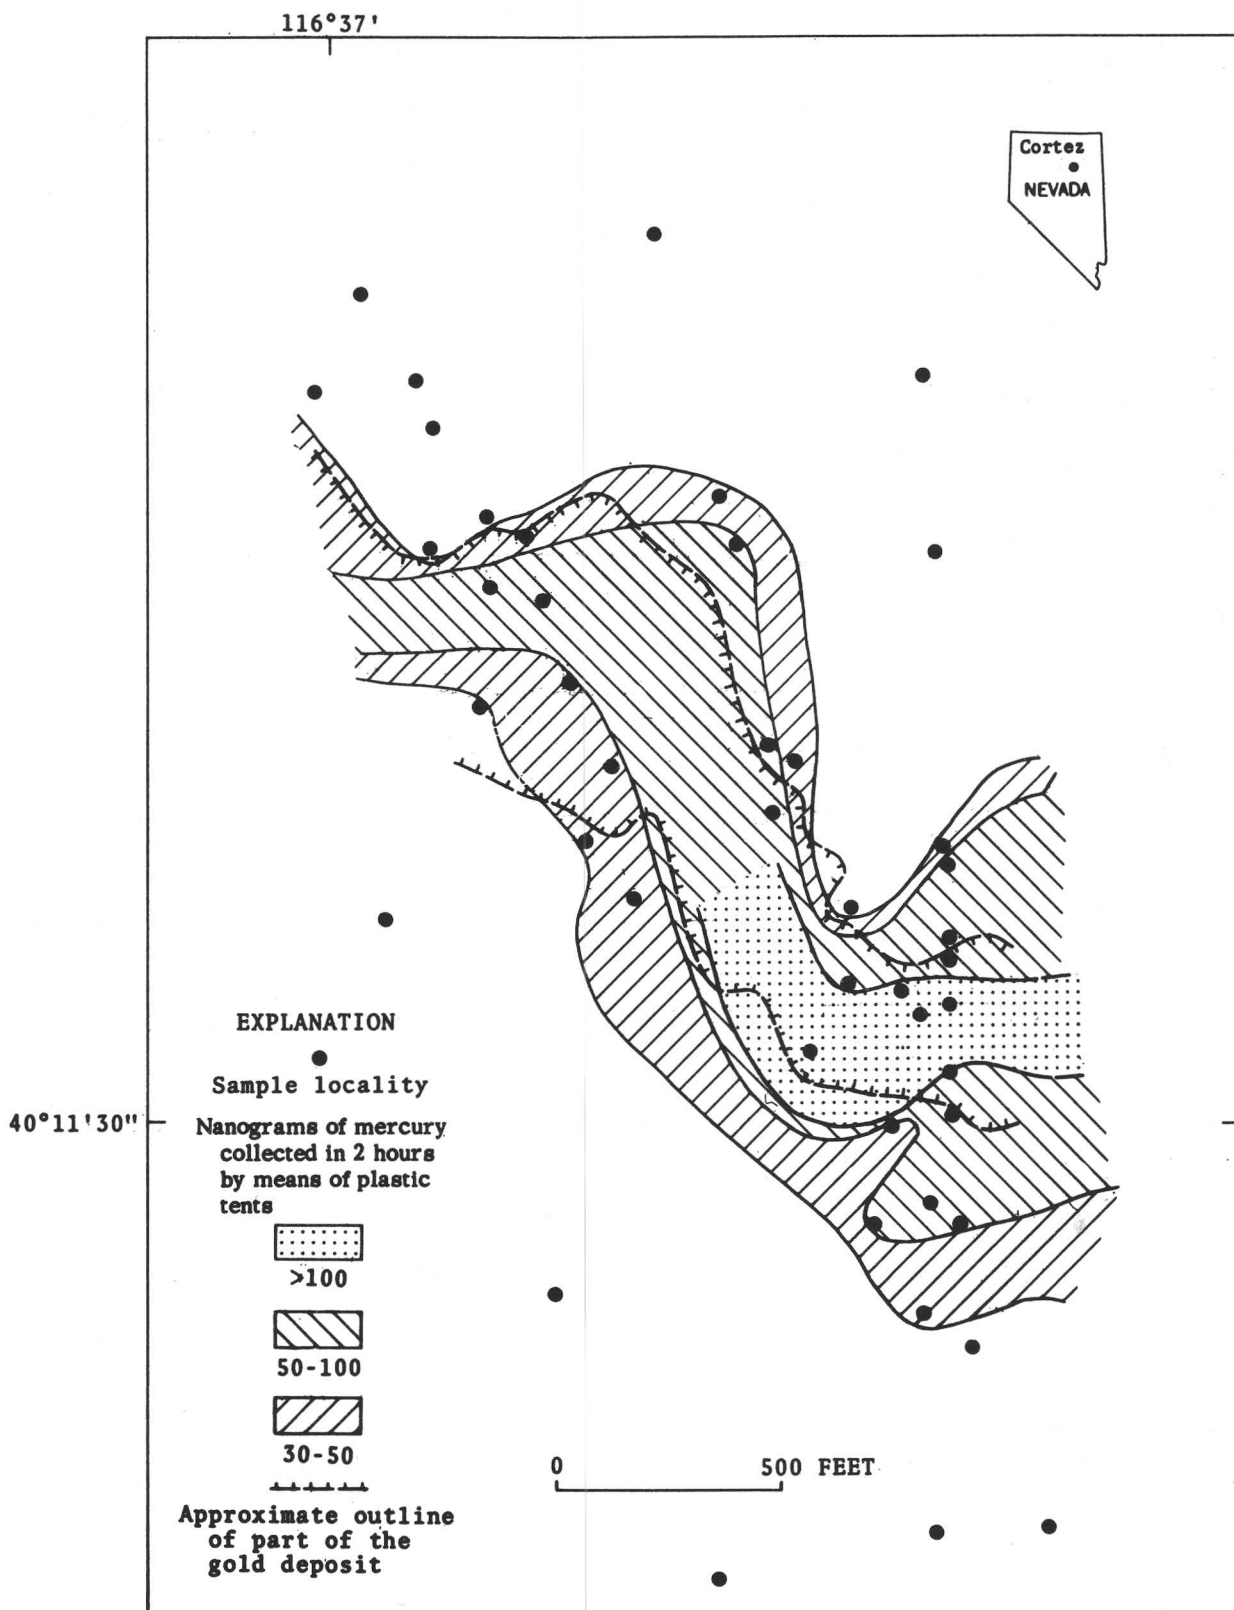 116°37'
Cortez
NEVADA
EXPLANATION
Sample locality
40°11'30"
Nanograms of mercury
collected in 2 hours
by means of plastic
tents
>100
50-100
30-50
0 500 FEET
Approximate outline
of part of the
gold deposit